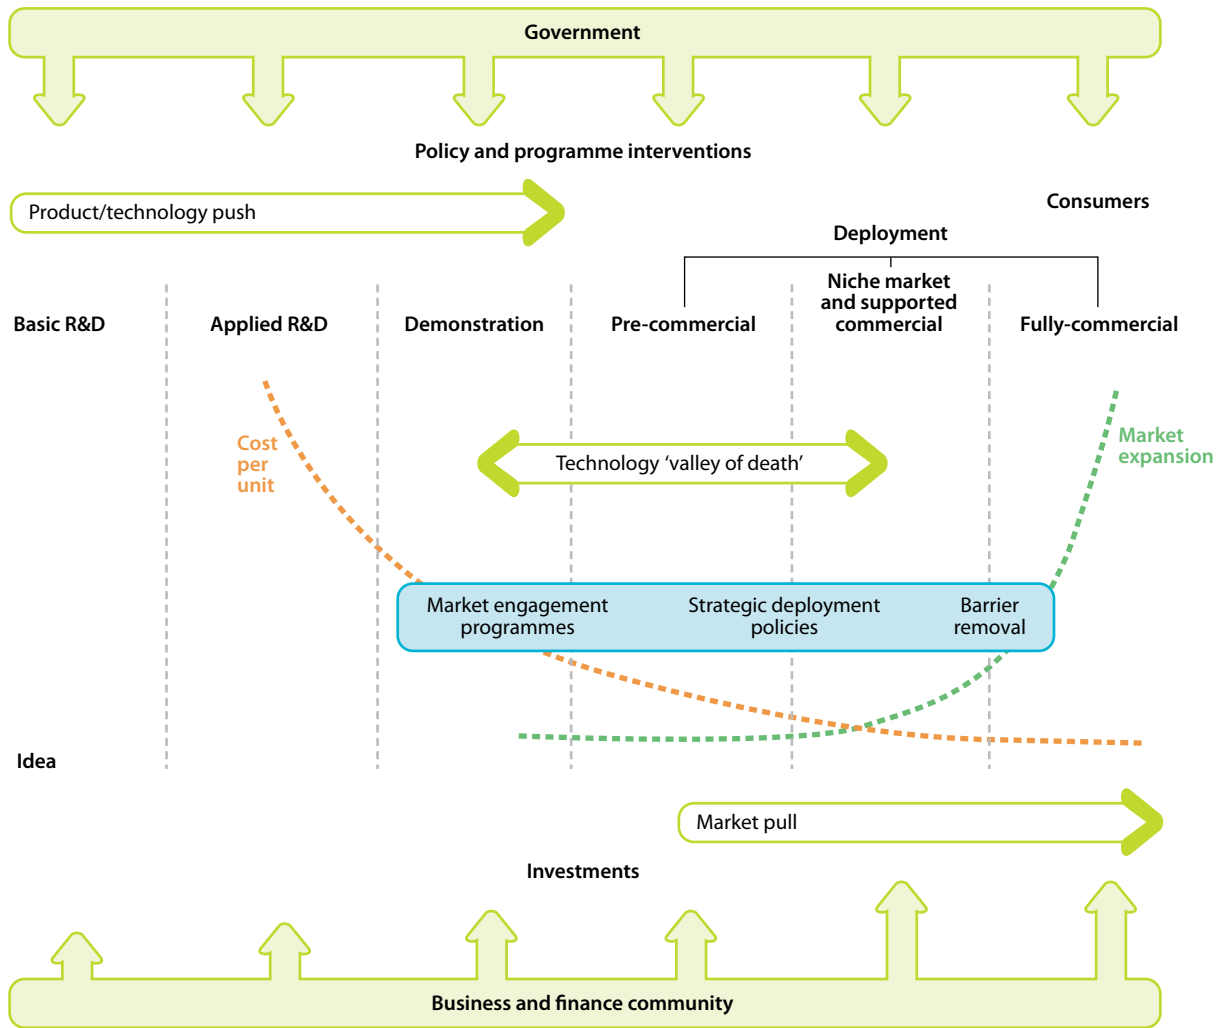 Government
Policy and programme interventions
Product/technology push
Consumers
Deployment
Basic R&D
Applied R&D
Demonstration
Pre-commercial
Niche market
and supported
commercial
Fully-commercial
Cost
per
unit
Technology ‘valley of death’
Market
expansion
Market engagement
programmes
Strategic deployment
policies
Barrier
removal
Idea
Market pull
Investments
Business and finance community